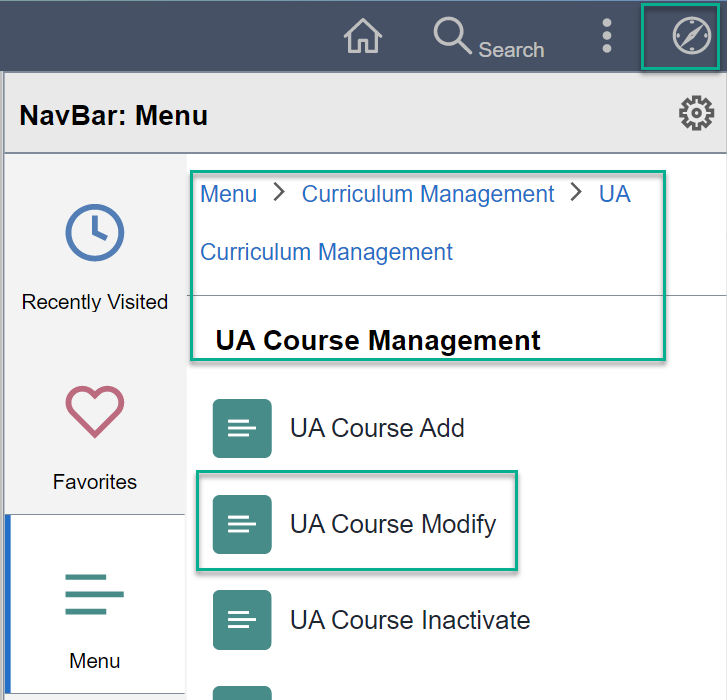 Search
NavBar: Menu
Menu > Curriculum Management > UA
Curriculum Management
Recently Visited
UA Course Management
UA Course Add
Favorites
UA Course Modify
UA Course Inactivate
Menu